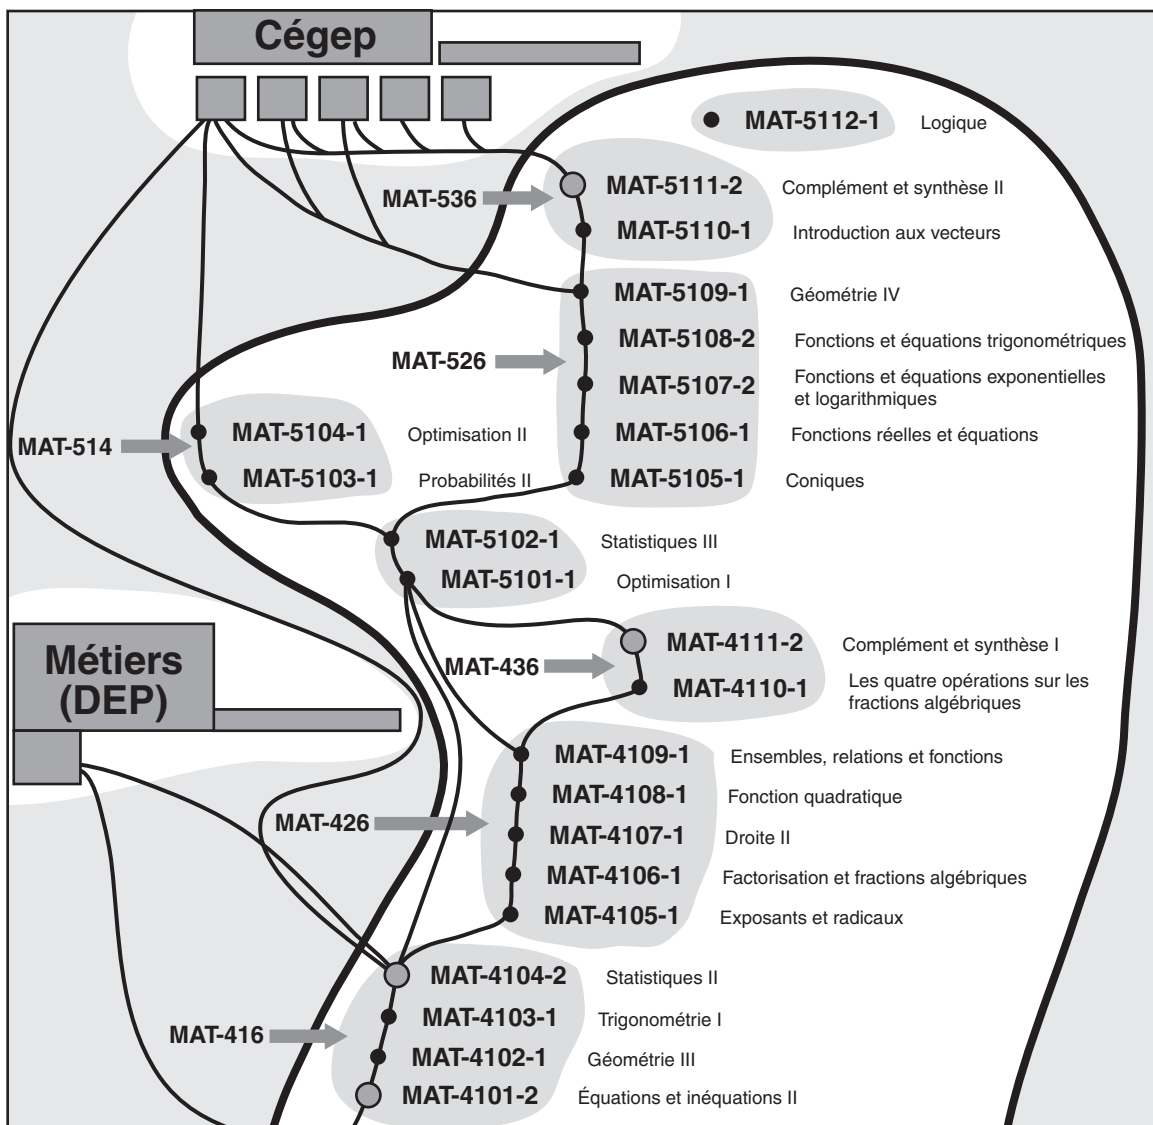 Cégep
MAT-5112-1 Logique
MAT-5111-2 Complément et synthèse II
MAT-536
MAT-5110-1 Introduction aux vecteurs
MAT-5109-1 Géométrie IV
MAT-5108-2 Fonctions et équations trigonométriques
MAT-526
MAT-5107-2 Fonctions et équations exponentielles
et logarithmiques
MAT-5106-1 Fonctions réelles et équations
MAT-5104-1 Optimisation II
MAT-514
MAT-5103-1 Probabilités II
MAT-5105-1 Coniques
MAT-5102-1 Statistiques III
MAT-5101-1 Optimisation I
Métiers
(DEP)
MAT-4111-2 Complément et synthèse I
MAT-436
MAT-4110-1 Les quatre opérations sur les
fractions algébriques
MAT-4109-1 Ensembles, relations et fonctions
MAT-4108-1 Fonction quadratique
MAT-426
MAT-4107-1 Droite II
MAT-4106-1 Factorisation et fractions algébriques
MAT-4105-1 Exposants et radicaux
MAT-4104-2 Statistiques II
MAT-4103-1 Trigonométrie I
MAT-416
MAT-4102-1 Géométrie III
MAT-4101-2 Équations et inéquations II